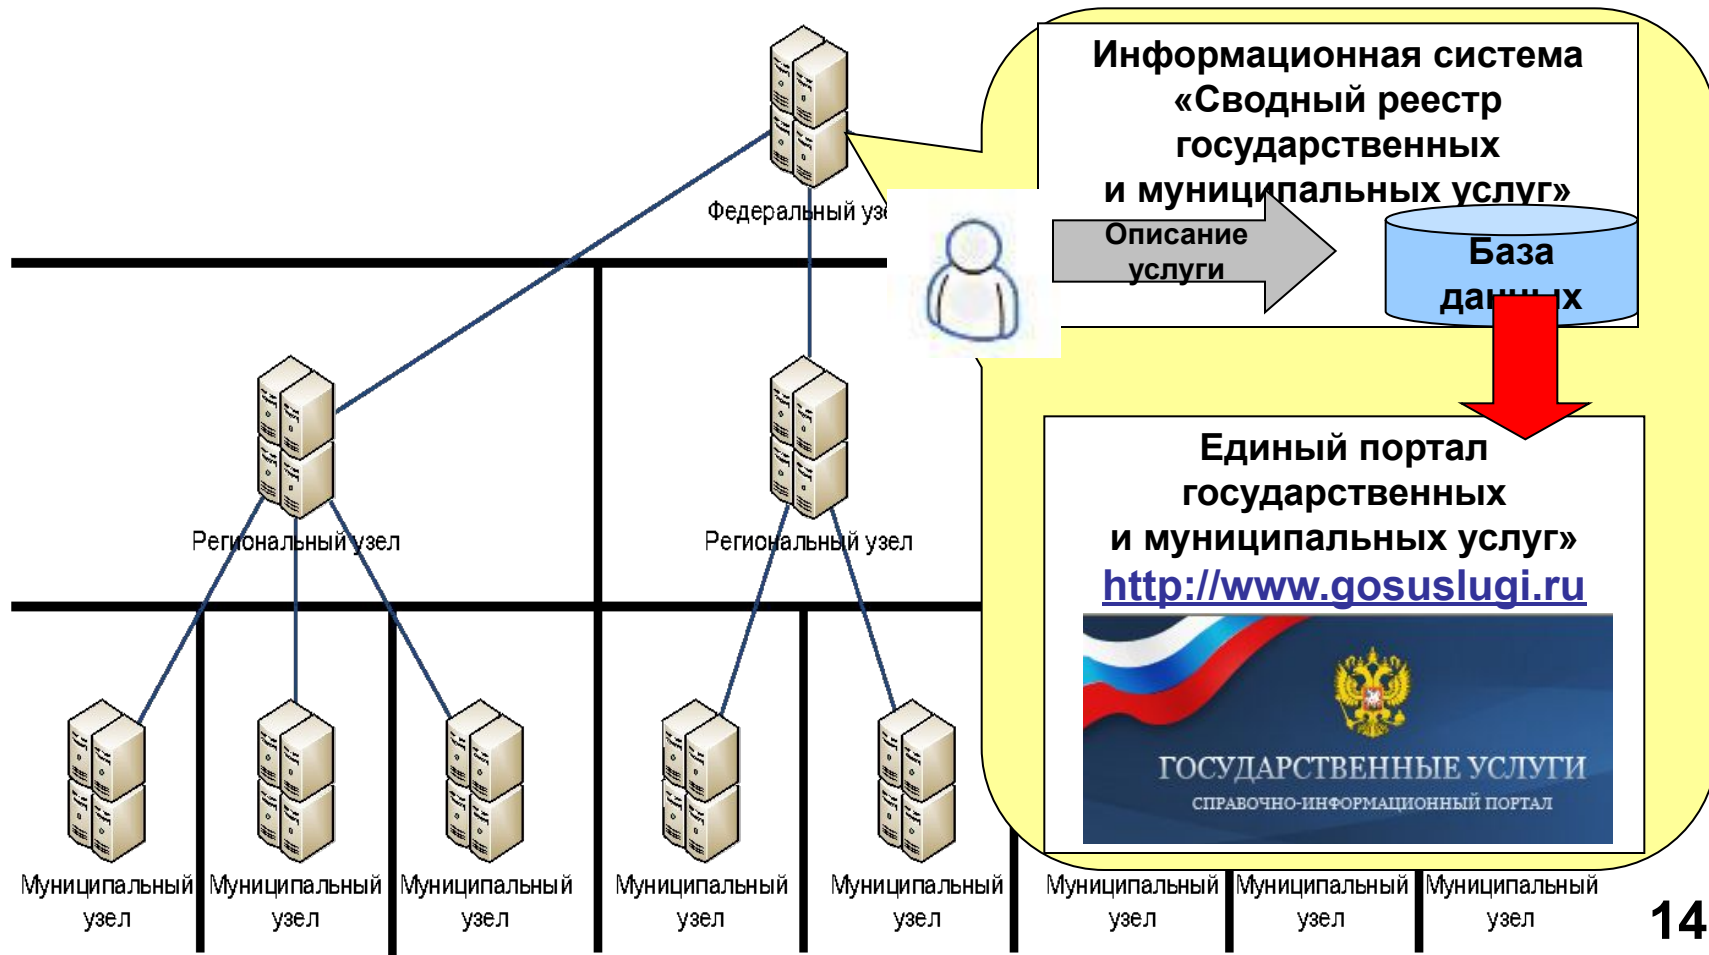 Информационная система
«Сводный реестр
государственных
и муниципальных услуг»
Описание
услуги
База
данных
Федеральный
Единый портал
государственных
и муниципальных услуг»
http://www.gosuslugi.ru
ГОСУДАРСТВЕННЫЕ УСЛУГИ
СПРАВОЧНО-ИНФОРМАЦИОННЫЙ ПОРТАЛ
Региональный узел
Региональный узел
Муниципальный
узел
Муниципальный
узел
Муниципальный
узел
Муниципальный
узел
Муниципальный
узел
Муниципальный
узел
Муниципальный
узел
Муниципальный
узел
14